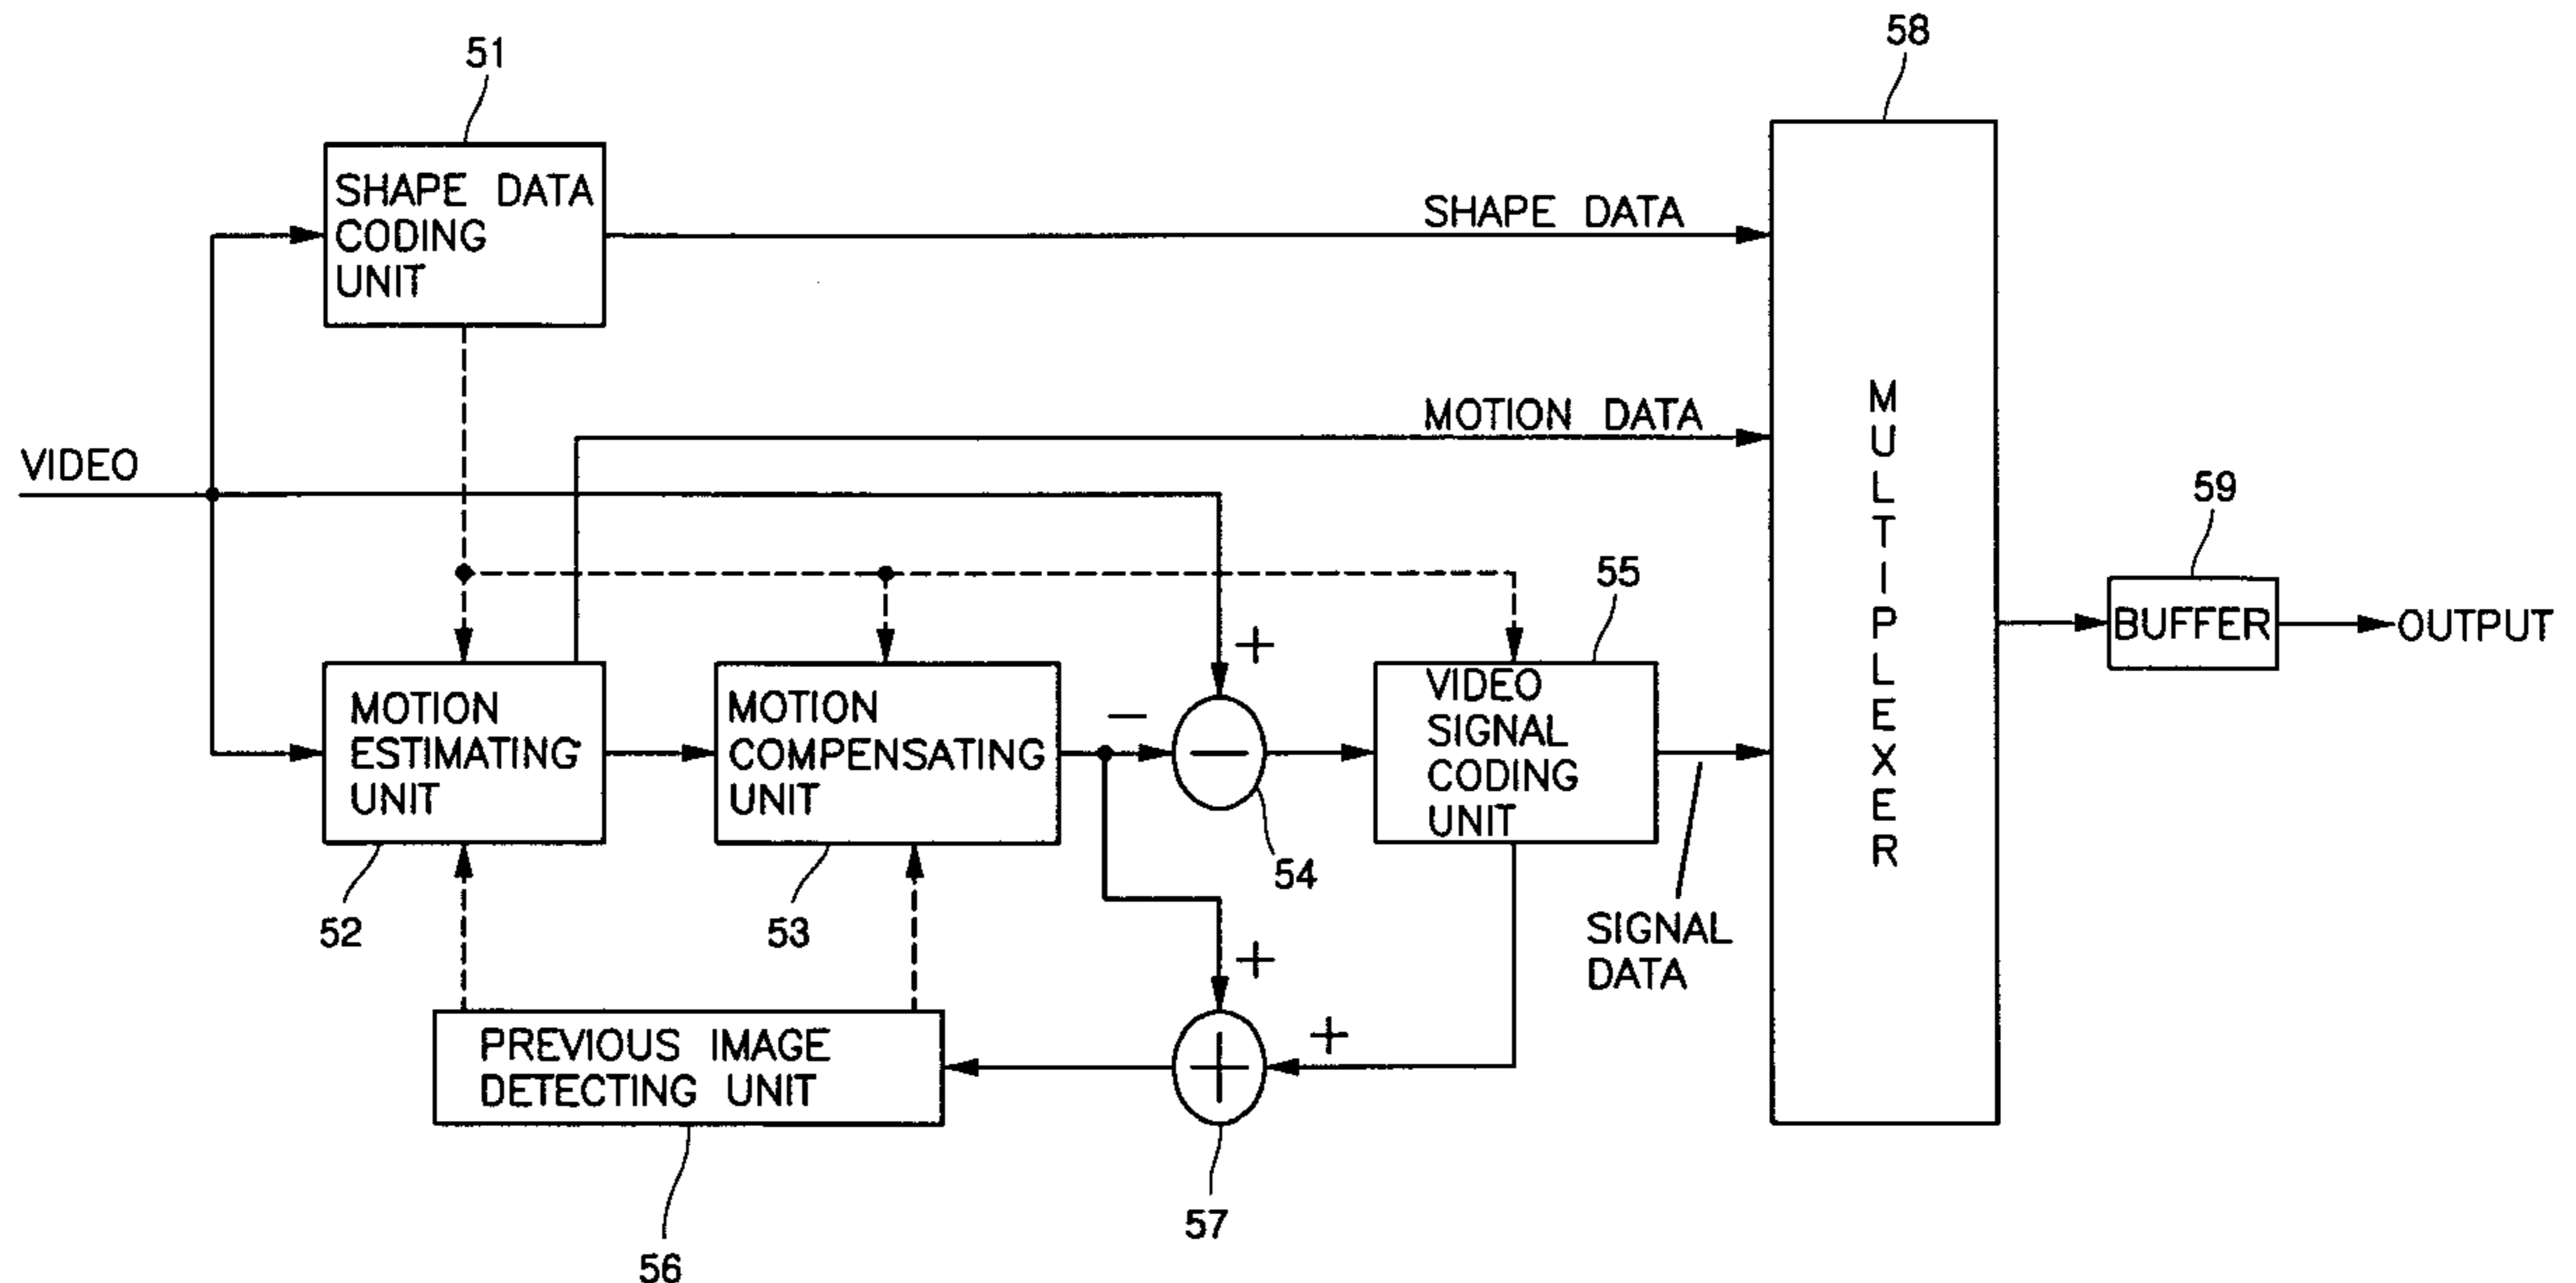 58
51
SHAPE DATA
CODING
UNIT
SHAPE DATA
MOTION DATA
VIDEO
MULTIPLEXER
59
BUFFER
OUTPUT
55
+
MOTION
ESTIMATING
UNIT
MOTION
COMPENSATING
UNIT
−
−
VIDEO
SIGNAL
CODING
UNIT
54
52
53
SIGNAL
DATA
+
+
+
PREVIOUS IMAGE
DETECTING UNIT
57
56